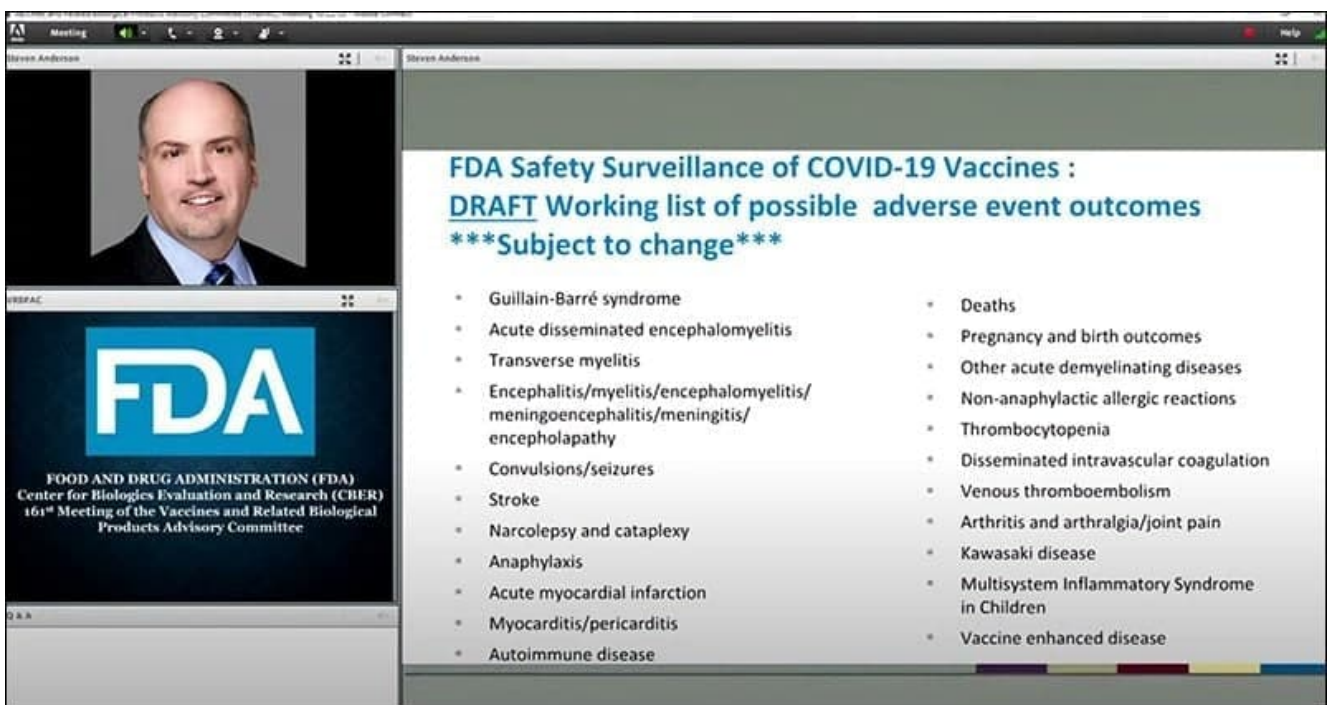 Meeting
Help
Steven Anderson
Steven Anderson
FDA Safety Surveillance of COVID-19 Vaccines :
DRAFT Working list of possible adverse event outcomes
***Subject to change***
Guillain-Barré syndrome
Acute disseminated encephalomyelitis
Transverse myelitis
Encephalitis/myelitis/encephalomyelitis/
meningoencephalitis/meningitis/
encepholapathy
Convulsions/seizures
Stroke
Narcolepsy and cataplexy
Anaphylaxis
Acute myocardial infarction
Myocarditis/pericarditis
Autoimmune disease
Deaths
Pregnancy and birth outcomes
Other acute demyelinating diseases
Non-anaphylactic allergic reactions
Thrombocytopenia
Disseminated intravascular coagulation
Venous thromboembolism
Arthritis and arthralgia/joint pain
Kawasaki disease
Multisystem Inflammatory Syndrome
in Children
Vaccine enhanced disease
VRBPAC
FDA
FOOD AND DRUG ADMINISTRATION (FDA)
Center for Biologics Evaluation and Research (CBER)
161st Meeting of the Vaccines and Related Biological
Products Advisory Committee
Q & A